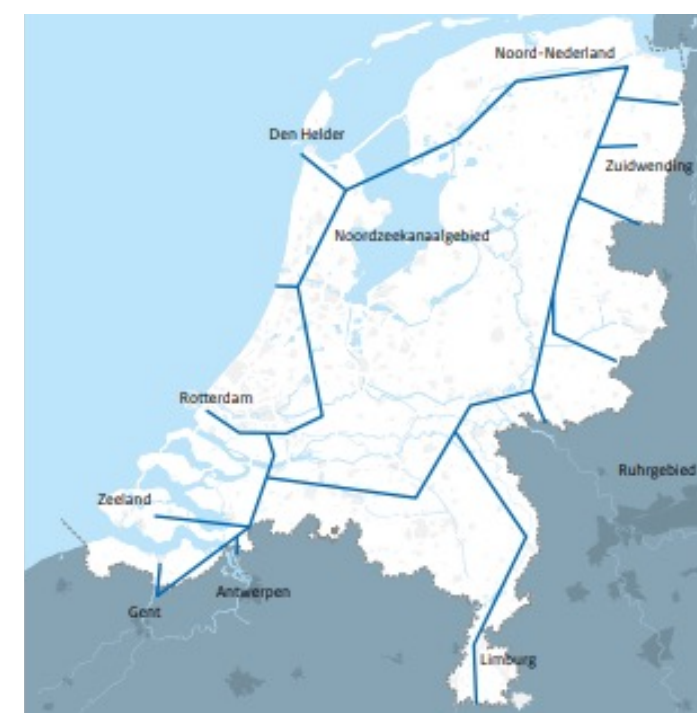 Noord-Nederland
Den Helder
Zuidwending
Noordzeekanaalgebied
Rotterdam
Ruhrgebied
Zeeland
Antwerpen
Gent
Limburg